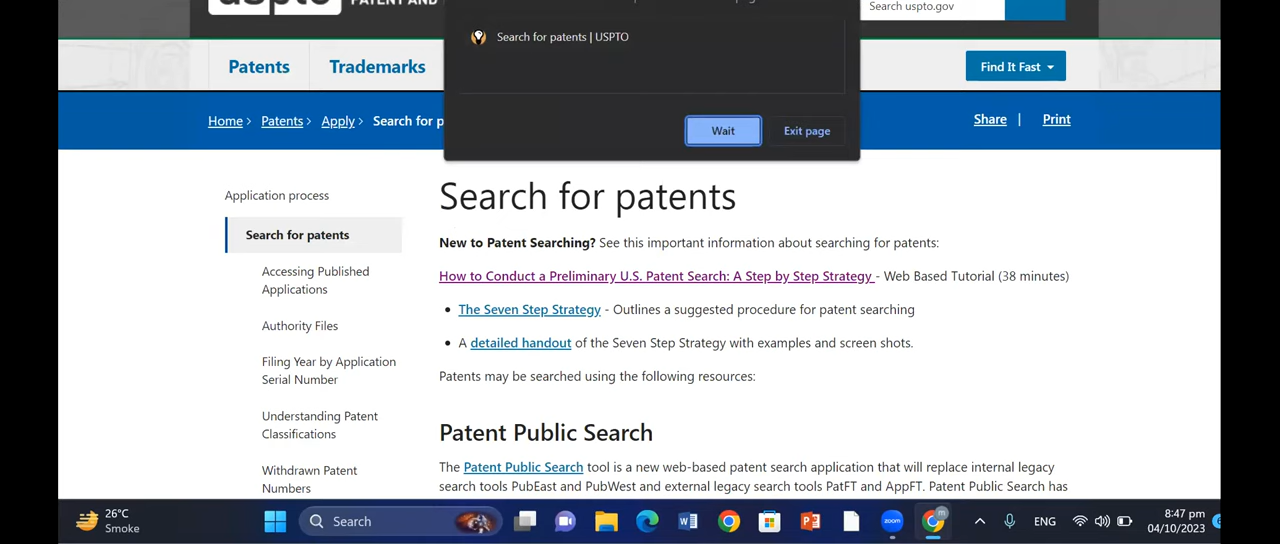 uspto PATENT AND
Search uspto.gov
Search for patents | USPTO
Patents
Trademarks
Find It Fast
Wait
Exit page
Home > Patents > Apply > Search for p
Share | Print
Application process
Search for patents
Accessing Published
Applications
Authority Files
Filing Year by Application
Serial Number
Understanding Patent
Classifications
Withdrawn Patent
Numbers
Search for patents
New to Patent Searching? See this important information about searching for patents:
How to Conduct a Preliminary U.S. Patent Search: A Step by Step Strategy - Web Based Tutorial (38 minutes)
• The Seven Step Strategy - Outlines a suggested procedure for patent searching
• A detailed handout of the Seven Step Strategy with examples and screen shots.
Patents may be searched using the following resources:
Patent Public Search
The Patent Public Search tool is a new web-based patent search application that will replace internal legacy
search tools PubEast and PubWest and external legacy search tools PatFT and AppFT. Patent Public Search has
26°C
Smoke
Search
zoom
m
ENG
8:47 pm
04/10/2023